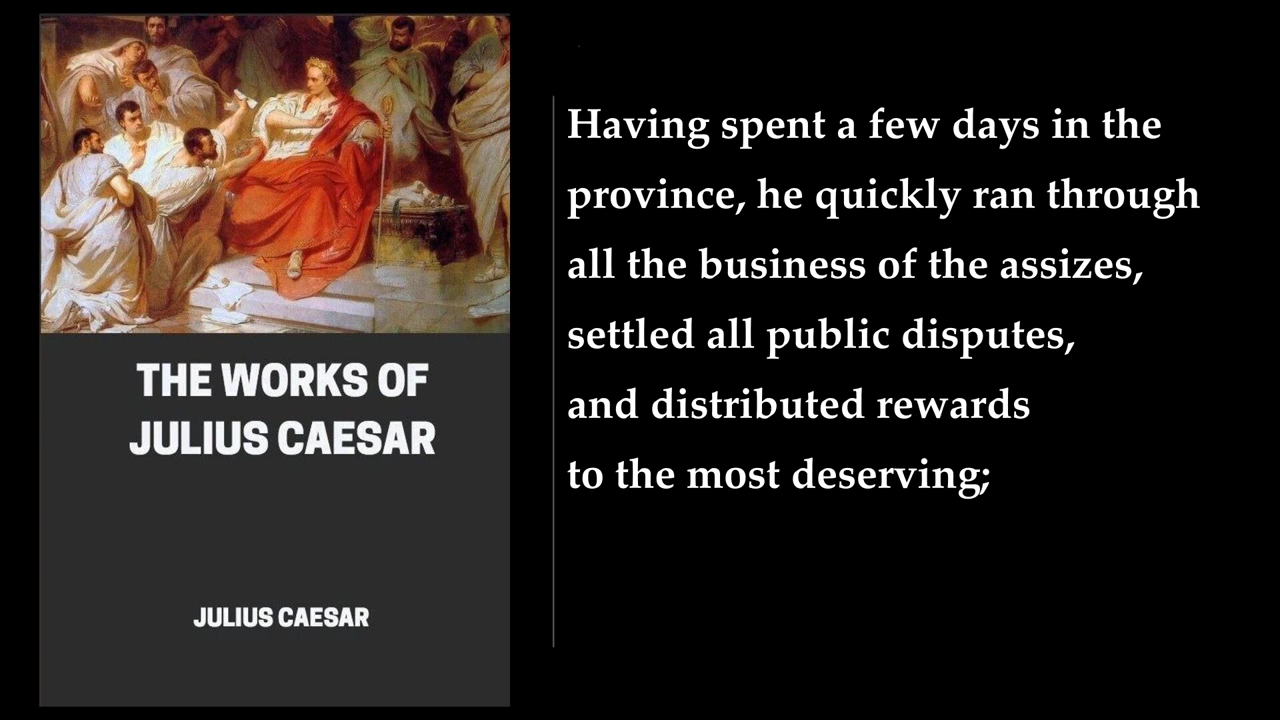 THE WORKS OF
JULIUS CAESAR
JULIUS CAESAR
Having spent a few days in the
province, he quickly ran through
all the business of the assizes,
settled all public disputes,
and distributed rewards
to the most deserving;